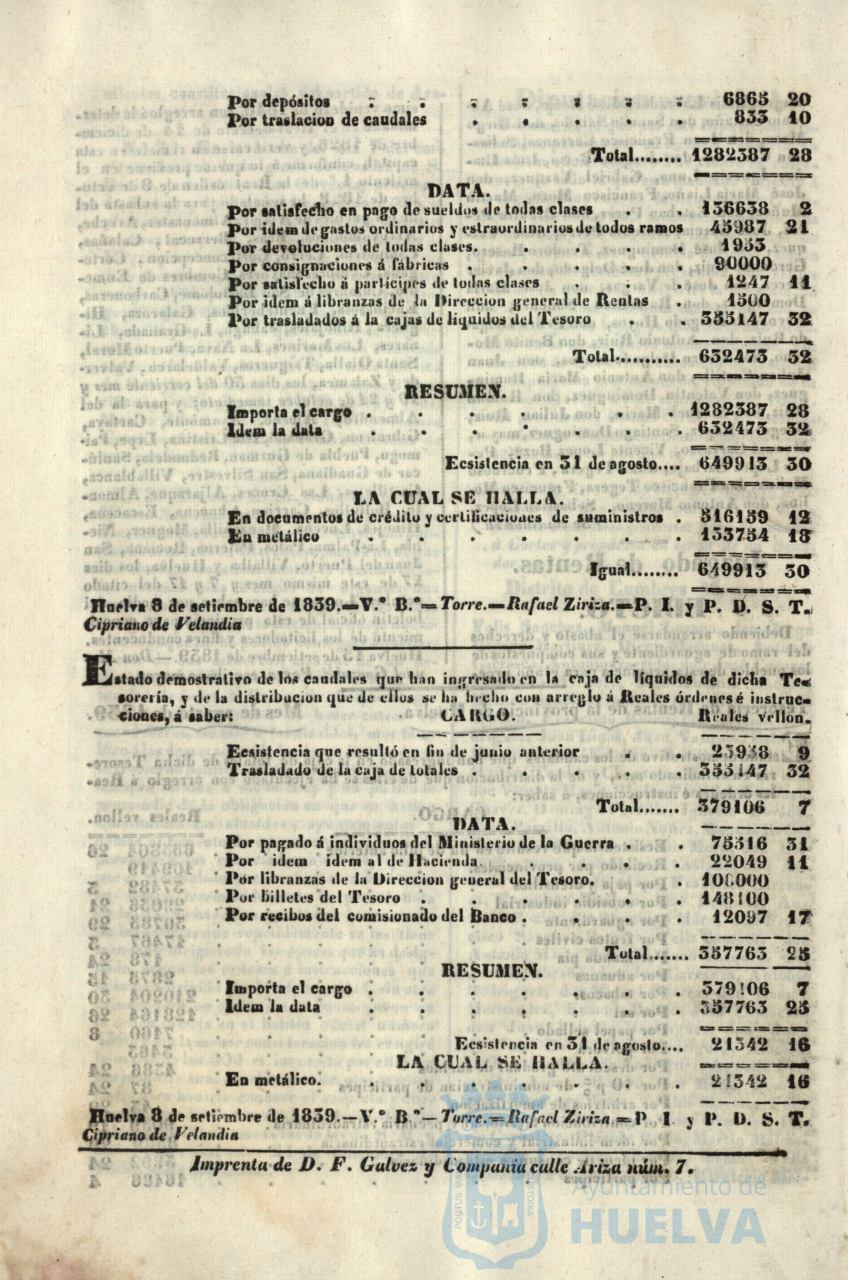 Por depósitos . . . . . . . 6865 20
Por traslacion de caudales . . . . . 833 10
Total........ 1282387 28
DATA.
Por satisfecho en pago de sueldos de todas clases . . 136638 2
Por idem de gastos ordinarios y estraordinarios de todos ramos 45987 21
Por devoluciones de todas clases. . . . . 1953
Por consignaciones á fábricas . . . . . 90000
Por satisfecho á partícipes de todas clases . . . 1247 11
Por idem á libranzas de la Direccion general de Rentas . 1500
Por trasladados á la cajas de líquidos del Tesoro . . 355147 32
Total........... 632473 32
RESUMEN.
Importa el cargo . . . . . . 1282387 28
Idem la data . . . . . . . 632473 32
Ecsistencia en 31 de agosto.... 649913 30
LA CUAL SE HALLA.
En documentos de crédito y certificaciones de suministros . 516159 12
En metálico . . . . . . . 133754 18
Igual........ 649913 30
Huelva 8 de setiembre de 1839.=V.º B.º=Torre.=Rafael Ziriza.=P. I. y P. D. S. T.
Cipriano de Velandia
Estado demostrativo de los caudales que han ingresado en la caja de líquidos de dicha Te-
sorería, y de la distribucion que de ellos se ha hecho con arreglo á Reales órdenes é instruc-
ciones, á saber: CARGO. Reales vellon.
Ecsistencia que resultó en fin de junio anterior . . 23958 9
Trasladado de la caja de totales . . . . . 355147 32
Total....... 379106 7
DATA.
Por pagado á individuos del Ministerio de la Guerra . . 75516 31
Por idem idem al de Hacienda. . . . . 22049 11
Por libranzas de la Direccion general del Tesoro. . 100000
Por billetes del Tesoro . . . . . . 148100
Por recibos del comisionado del Banco . . . . 12097 17
Total....... 357763 25
RESUMEN.
Importa el cargo . . . . . . . 379106 7
Idem la data . . . . . . . 357763 25
Ecsistencia en 31 de agosto.... 21342 16
LA CUAL SE HALLA.
En metálico. . . . . . . . 21342 16
Huelva 8 de setiembre de 1839.—V.º B.º—Torre.=Rafael Ziriza=P. I. y P. D. S. T.
Cipriano de Velandia
Imprenta de D. F. Galvez y Compañia calle Ariza núm. 7.
Ayuntamiento de
HUELVA